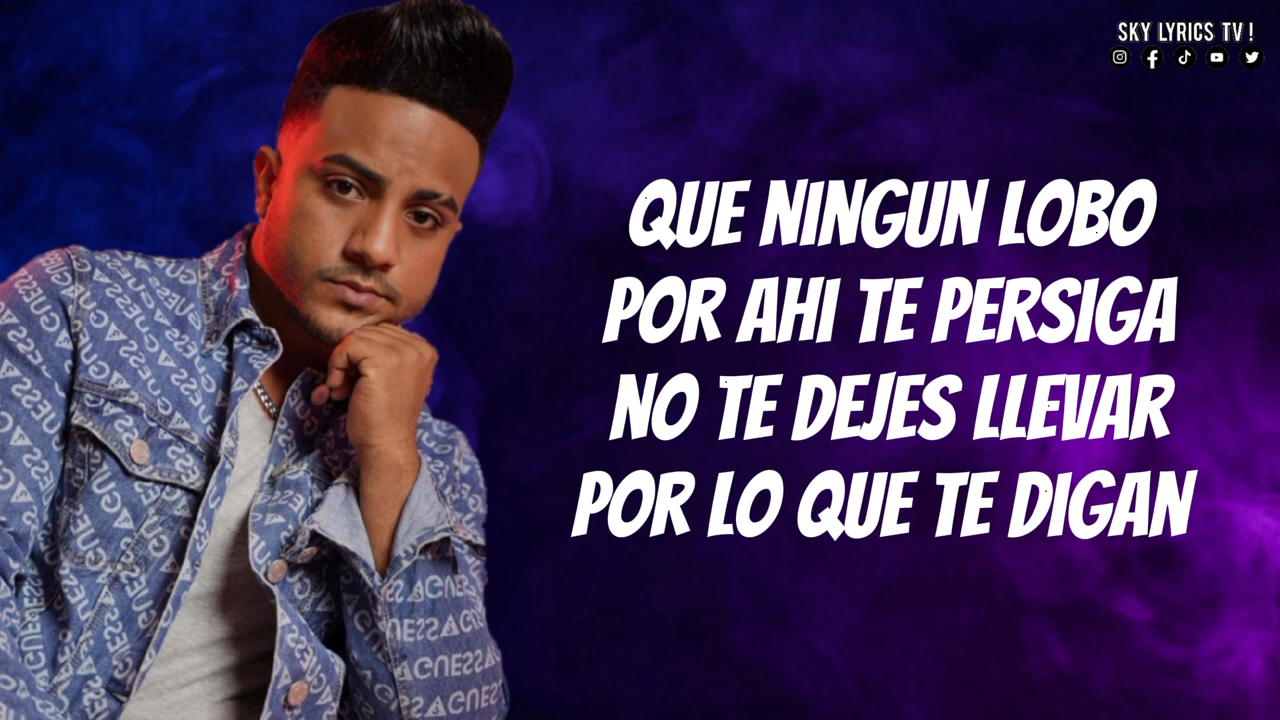 SKY LYRICS TV !
QUE NINGUN LOBO
POR AHI TE PERSIGA
NO TE DEJES LLEVAR
POR LO QUE TE DIGAN
GUESS